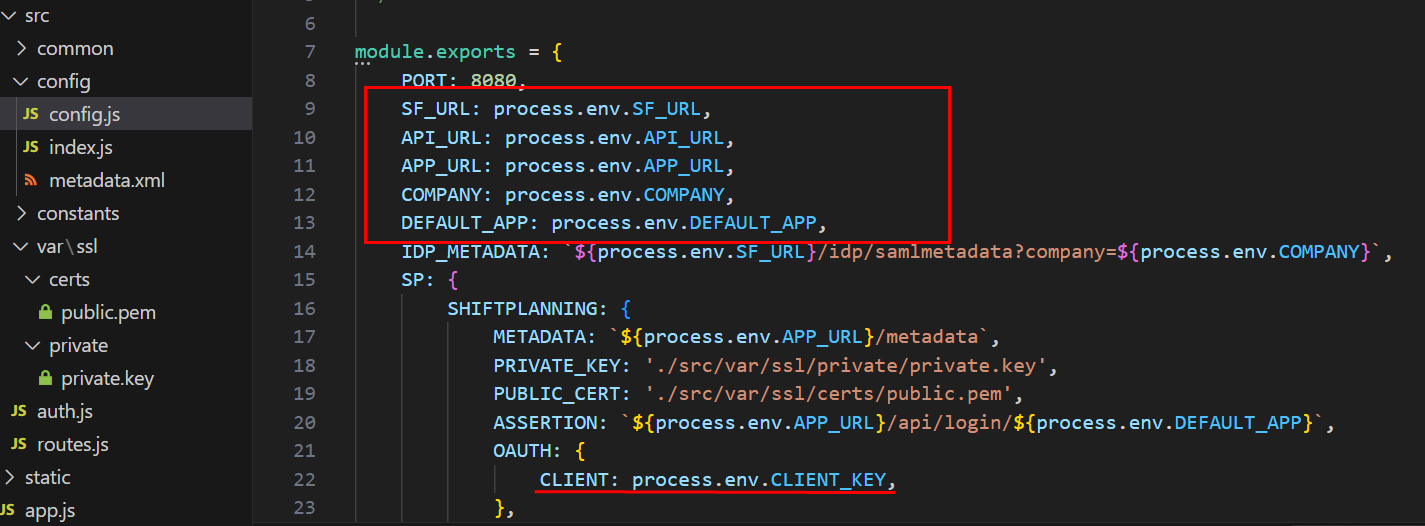 src
common
config
JS config.js
JS index.js
metadata.xml
constants
var\ssl
certs
public.pem
private
private.key
JS auth.js
JS routes.js
static
JS app.js
6
7 module.exports = {
8 PORT: 8080,
9 SF_URL: process.env.SF_URL,
10 API_URL: process.env.API_URL,
11 APP_URL: process.env.APP_URL,
12 COMPANY: process.env.COMPANY,
13 DEFAULT_APP: process.env.DEFAULT_APP,
14 IDP_METADATA: `${process.env.SF_URL}/idp/samlmetadata?company=${process.env.COMPANY}`,
15 SP: {
16 SHIFTPLANNING: {
17 METADATA: `${process.env.APP_URL}/metadata`,
18 PRIVATE_KEY: './src/var/ssl/private/private.key',
19 PUBLIC_CERT: './src/var/ssl/certs/public.pem',
20 ASSERTION: `${process.env.APP_URL}/api/login/${process.env.DEFAULT_APP}`,
21 OAUTH: {
22 CLIENT: process.env.CLIENT_KEY,
23 },